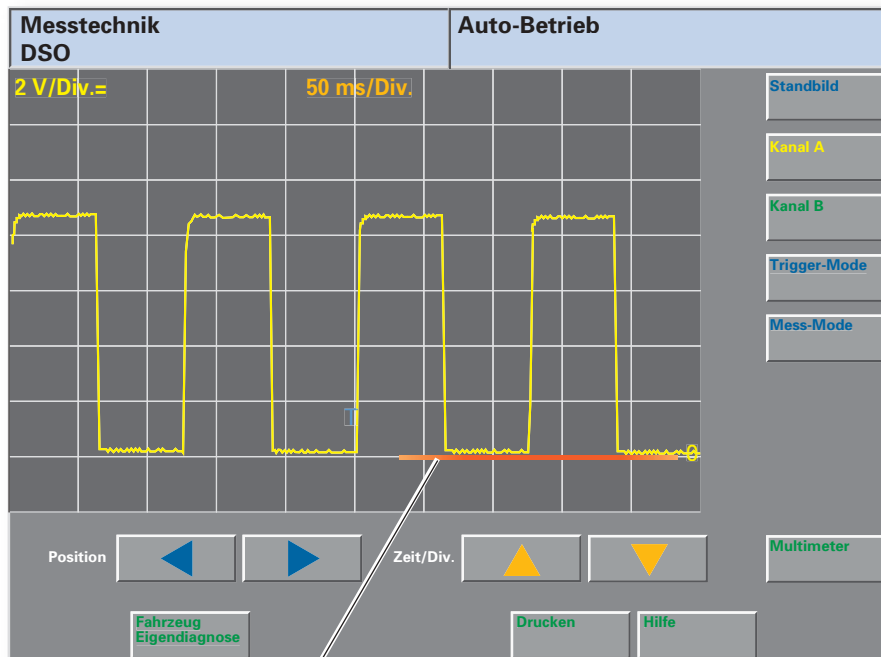 Messtechnik
DSO
Auto-Betrieb
2 V/Div.=
50 ms/Div.
Standbild
Kanal A
Kanal B
Trigger-Mode
Mess-Mode
T
0
Position
Zeit/Div.
Multimeter
Fahrzeug
Eigendiagnose
Drucken
Hilfe